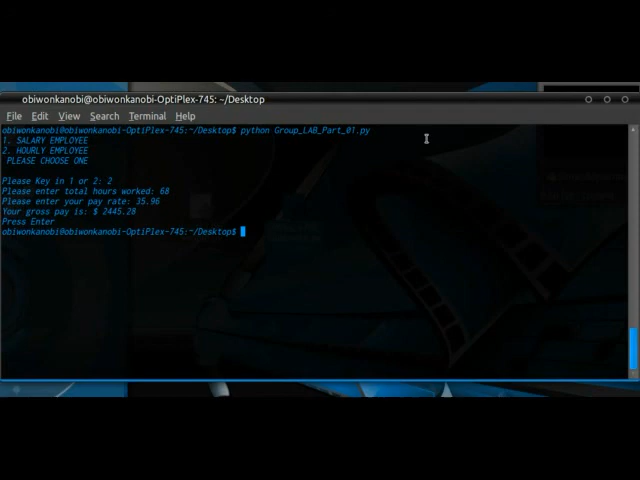 obiwonkanobi@obiwonkanobi-OptiPlex-745: ~/Desktop
File Edit View Search Terminal Help
obiwonkanobi@obiwonkanobi-OptiPlex-745:~/Desktop$ python Group_LAB_Part_01.py
1. SALARY EMPLOYEE
2. HOURLY EMPLOYEE
PLEASE CHOOSE ONE
Please Key in 1 or 2: 2
Please enter total hours worked: 68
Please enter your pay rate: 35.96
Your gross pay is: $ 2445.28
Press Enter
obiwonkanobi@obiwonkanobi-OptiPlex-745:~/Desktop$